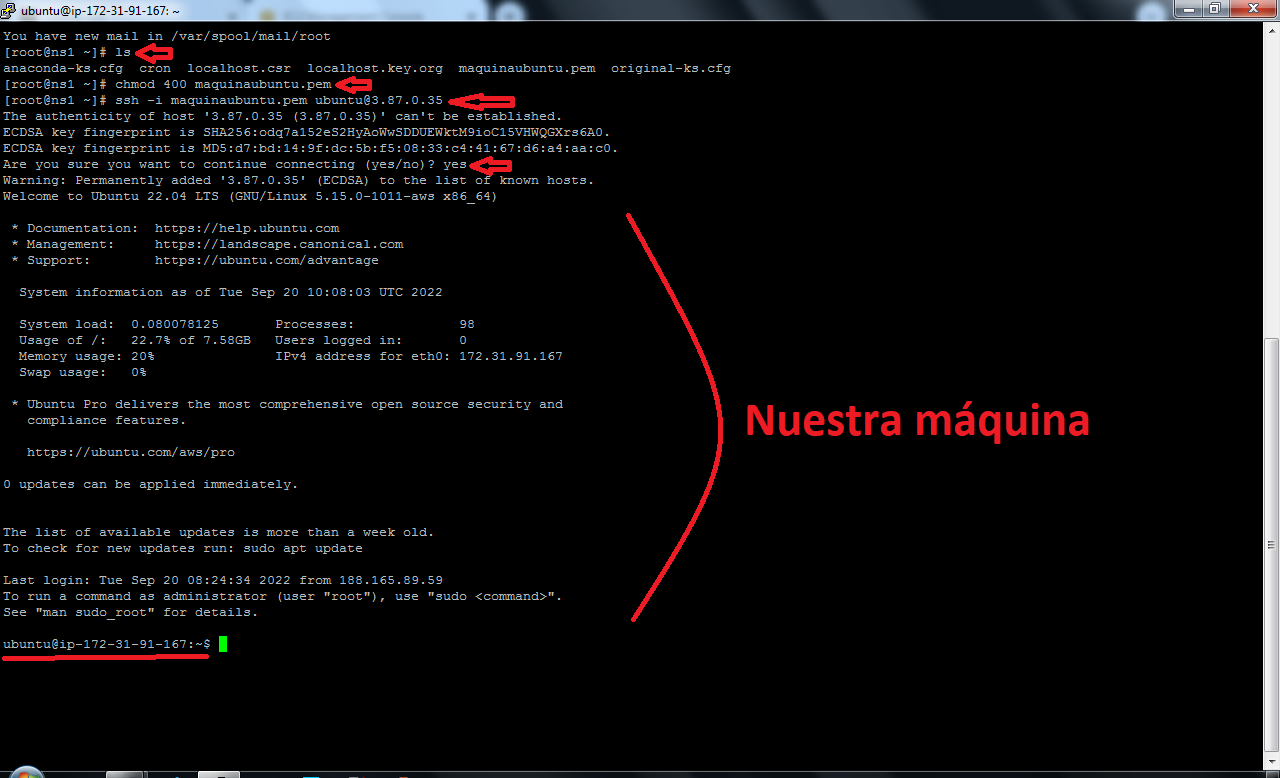 ubuntu@ip-172-31-91-167: ~
You have new mail in /var/spool/mail/root
[root@ns1 ~]# ls
anaconda-ks.cfg  cron  localhost.csr  localhost.key.org  maquinaubuntu.pem  original-ks.cfg
[root@ns1 ~]# chmod 400 maquinaubuntu.pem
[root@ns1 ~]# ssh -i maquinaubuntu.pem ubuntu@3.87.0.35
The authenticity of host '3.87.0.35 (3.87.0.35)' can't be established.
ECDSA key fingerprint is SHA256:odq7a152eS2HyAoWwSDDUEWktM9ioC15VHWQGXrs6A0.
ECDSA key fingerprint is MD5:d7:bd:14:9f:dc:5b:f5:08:33:c4:41:67:d6:a4:aa:c0.
Are you sure you want to continue connecting (yes/no)? yes
Warning: Permanently added '3.87.0.35' (ECDSA) to the list of known hosts.
Welcome to Ubuntu 22.04 LTS (GNU/Linux 5.15.0-1011-aws x86_64)
* Documentation:  https://help.ubuntu.com
* Management:     https://landscape.canonical.com
* Support:        https://ubuntu.com/advantage
System information as of Tue Sep 20 10:08:03 UTC 2022
System load:  0.080078125       Processes:             98
Usage of /:   22.7% of 7.58GB   Users logged in:       0
Memory usage: 20%               IPv4 address for eth0: 172.31.91.167
Swap usage:   0%
* Ubuntu Pro delivers the most comprehensive open source security and
compliance features.
Nuestra máquina
https://ubuntu.com/aws/pro
0 updates can be applied immediately.
The list of available updates is more than a week old.
To check for new updates run: sudo apt update
Last login: Tue Sep 20 08:24:34 2022 from 188.165.89.59
To run a command as administrator (user "root"), use "sudo <command>".
See "man sudo_root" for details.
ubuntu@ip-172-31-91-167:~$